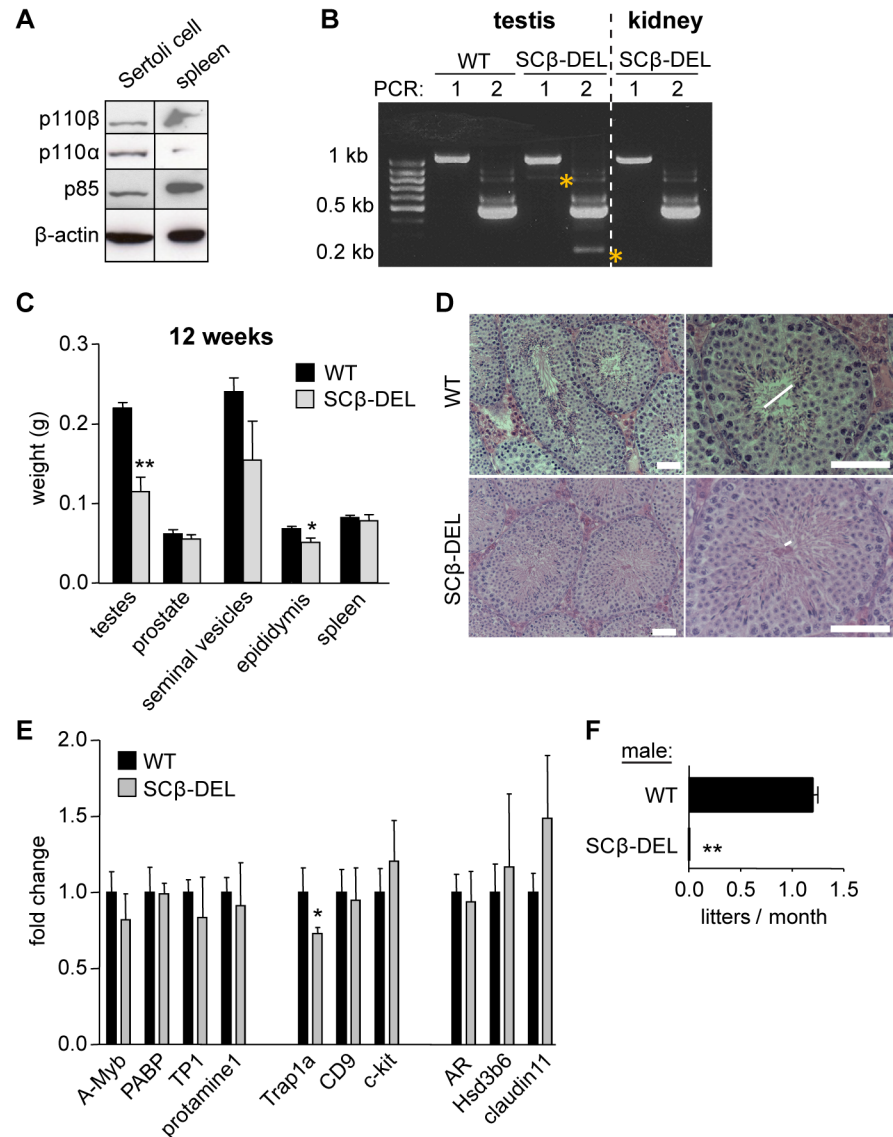 A
Sertoli cell
spleen
p110β
p110α
p85
β-actin
B
testis
kidney
WT
SCβ-DEL
SCβ-DEL
PCR: 1 2 1 2 1 2
1 kb
0.5 kb
0.2 kb
*
*
C
12 weeks
WT
SCβ-DEL
weight (g)
0.3
0.2
0.1
0.0
**
*
testes
prostate
seminal vesicles
epididymis
spleen
D
WT
SCβ-DEL
E
WT
SCβ-DEL
fold change
2.0
1.5
1.0
0.5
0.0
*
A-Myb
PABP
TP1
protamine1
Trap1a
CD9
c-kit
AR
Hsd3b6
claudin11
F
male:
WT
SCβ-DEL
**
0.0 0.5 1.0 1.5
litters / month